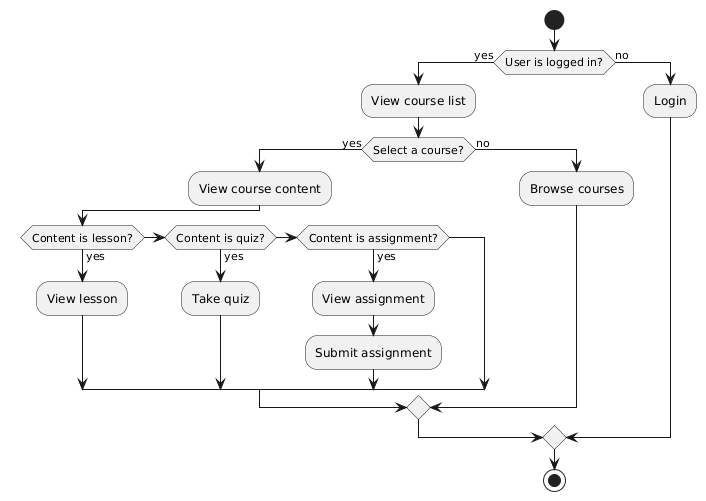 User is logged in?
yes
no
View course list
Login
Select a course?
yes
no
View course content
Browse courses
Content is lesson?
Content is quiz?
Content is assignment?
yes
yes
yes
View lesson
Take quiz
View assignment
Submit assignment